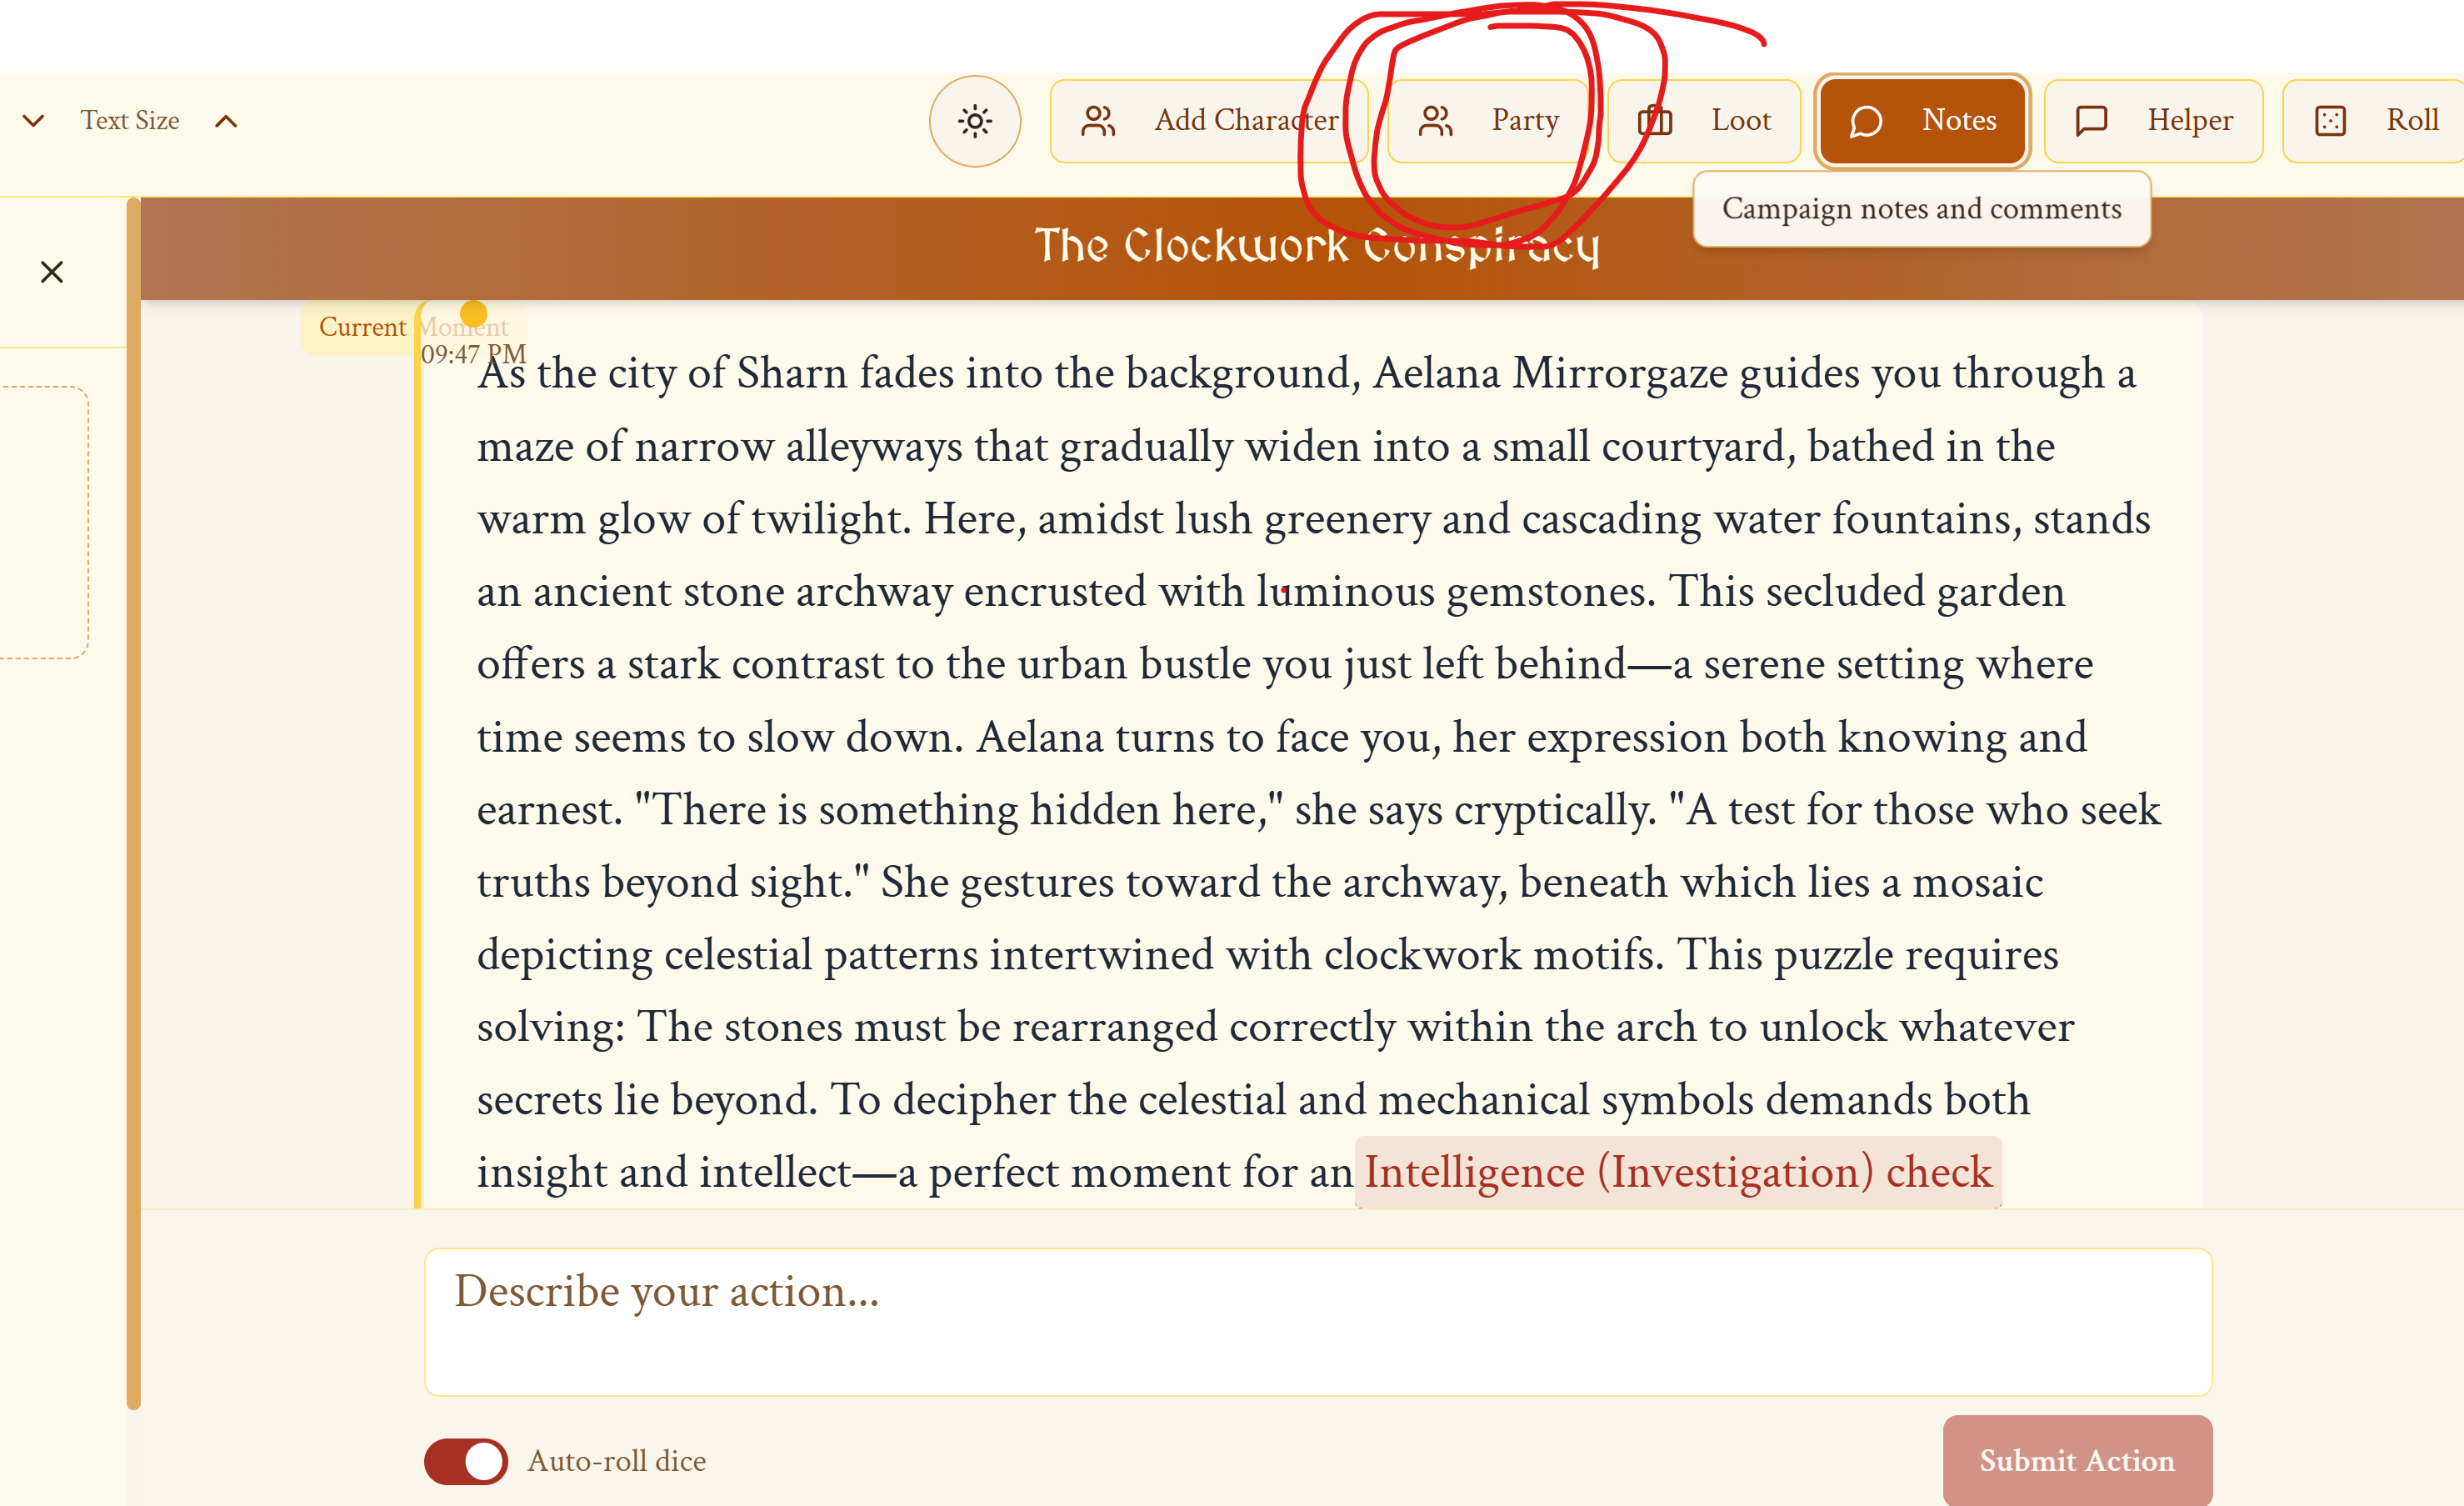 Text Size
Add Character
Party
Loot
Notes
Helper
Roll
Campaign notes and comments
The Clockwork Conspiracy
Current Moment
09:47 PM
As the city of Sharn fades into the background, Aelana Mirrorgaze guides you through a
maze of narrow alleyways that gradually widen into a small courtyard, bathed in the
warm glow of twilight. Here, amidst lush greenery and cascading water fountains, stands
an ancient stone archway encrusted with luminous gemstones. This secluded garden
offers a stark contrast to the urban bustle you just left behind—a serene setting where
time seems to slow down. Aelana turns to face you, her expression both knowing and
earnest. "There is something hidden here," she says cryptically. "A test for those who seek
truths beyond sight." She gestures toward the archway, beneath which lies a mosaic
depicting celestial patterns intertwined with clockwork motifs. This puzzle requires
solving: The stones must be rearranged correctly within the arch to unlock whatever
secrets lie beyond. To decipher the celestial and mechanical symbols demands both
insight and intellect—a perfect moment for an Intelligence (Investigation) check
Describe your action...
Auto-roll dice
Submit Action